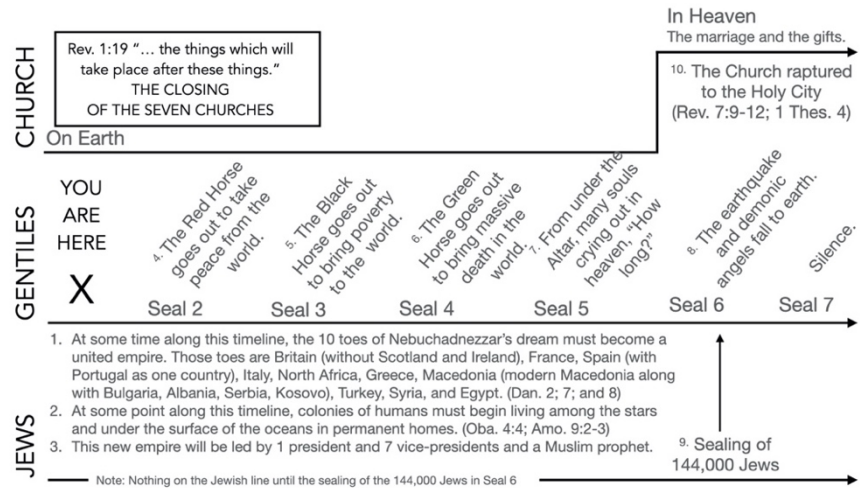 In Heaven
The marriage and the gifts.
CHURCH
Rev. 1:19 “... the things which will
take place after these things.”
THE CLOSING
OF THE SEVEN CHURCHES
10. The Church raptured
to the Holy City
(Rev. 7:9-12; 1 Thes. 4)
On Earth
GENTILES
YOU
ARE
HERE
X
4. The Red Horse
goes out to take
peace from the
world.
Seal 2
5. The Black
Horse goes out
to bring poverty
to the world.
Seal 3
6. The Green
Horse goes out
to bring massive
death in the
world.
Seal 4
7. From under the
Altar, many souls
crying out in
heaven, “How
long?”
Seal 5
8. The earthquake
and demonic
angels fall to earth.
Seal 6
Silence.
Seal 7
JEWS
1. At some time along this timeline, the 10 toes of Nebuchadnezzar’s dream must become a
united empire. Those toes are Britain (without Scotland and Ireland), France, Spain (with
Portugal as one country), Italy, North Africa, Greece, Macedonia (modern Macedonia along
with Bulgaria, Albania, Serbia, Kosovo), Turkey, Syria, and Egypt. (Dan. 2; 7; and 8)
2. At some point along this timeline, colonies of humans must begin living among the stars
and under the surface of the oceans in permanent homes. (Oba. 4:4; Amo. 9:2-3)
3. This new empire will be led by 1 president and 7 vice-presidents and a Muslim prophet.
9. Sealing of
144,000 Jews
Note: Nothing on the Jewish line until the sealing of the 144,000 Jews in Seal 6